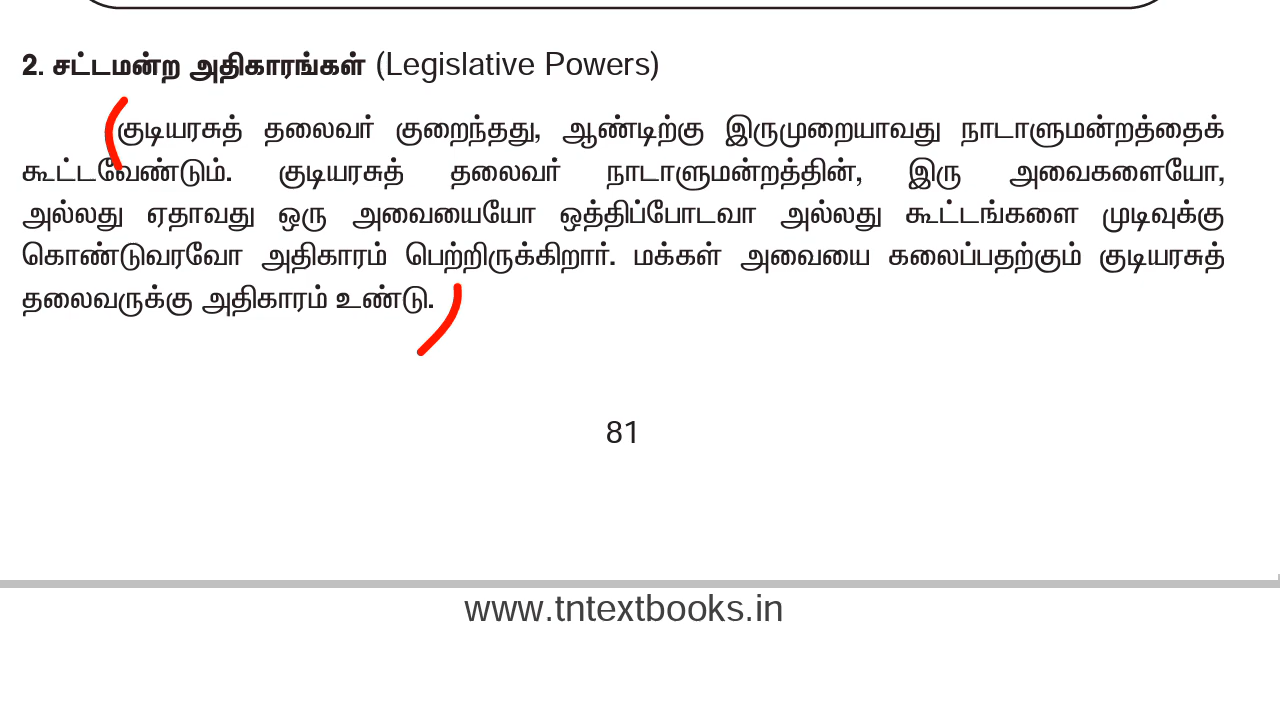 2. சட்டமன்ற அதிகாரங்கள் (Legislative Powers)
குடியரசுத் தலைவர் குறைந்தது, ஆண்டிற்கு இருமுறையாவது நாடாளுமன்றத்தைக்
கூட்டவேண்டும். குடியரசுத் தலைவர் நாடாளுமன்றத்தின், இரு அவைகளையோ,
அல்லது ஏதாவது ஒரு அவையையோ ஒத்திப்போடவா அல்லது கூட்டங்களை முடிவுக்கு
கொண்டுவரவோ அதிகாரம் பெற்றிருக்கிறார். மக்கள் அவையை கலைப்பதற்கும் குடியரசுத்
தலைவருக்கு அதிகாரம் உண்டு.
81
www.tntextbooks.in